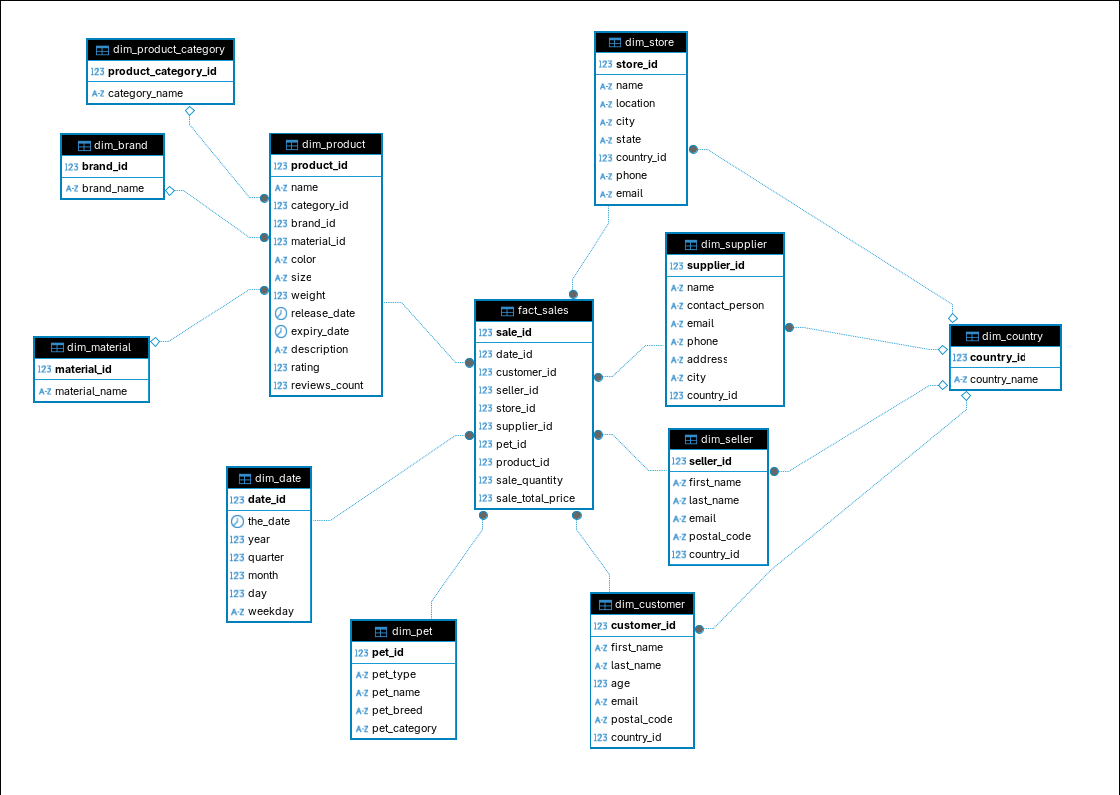 dim_product_category
123 product_category_id
A-Z category_name
dim_brand
123 brand_id
A-Z brand_name
dim_material
123 material_id
A-Z material_name
dim_product
123 product_id
A-Z name
123 category_id
123 brand_id
123 material_id
A-Z color
A-Z size
123 weight
release_date
expiry_date
A-Z description
123 rating
123 reviews_count
dim_date
123 date_id
the_date
123 year
123 quarter
123 month
123 day
A-Z weekday
dim_pet
123 pet_id
A-Z pet_type
A-Z pet_name
A-Z pet_breed
A-Z pet_category
fact_sales
123 sale_id
123 date_id
123 customer_id
123 seller_id
123 store_id
123 supplier_id
123 pet_id
123 product_id
123 sale_quantity
123 sale_total_price
dim_store
123 store_id
A-Z name
A-Z location
A-Z city
A-Z state
123 country_id
A-Z phone
A-Z email
dim_supplier
123 supplier_id
A-Z name
A-Z contact_person
A-Z email
A-Z phone
A-Z address
A-Z city
123 country_id
dim_seller
123 seller_id
A-Z first_name
A-Z last_name
A-Z email
A-Z postal_code
123 country_id
dim_customer
123 customer_id
A-Z first_name
A-Z last_name
123 age
A-Z email
A-Z postal_code
123 country_id
dim_country
123 country_id
A-Z country_name